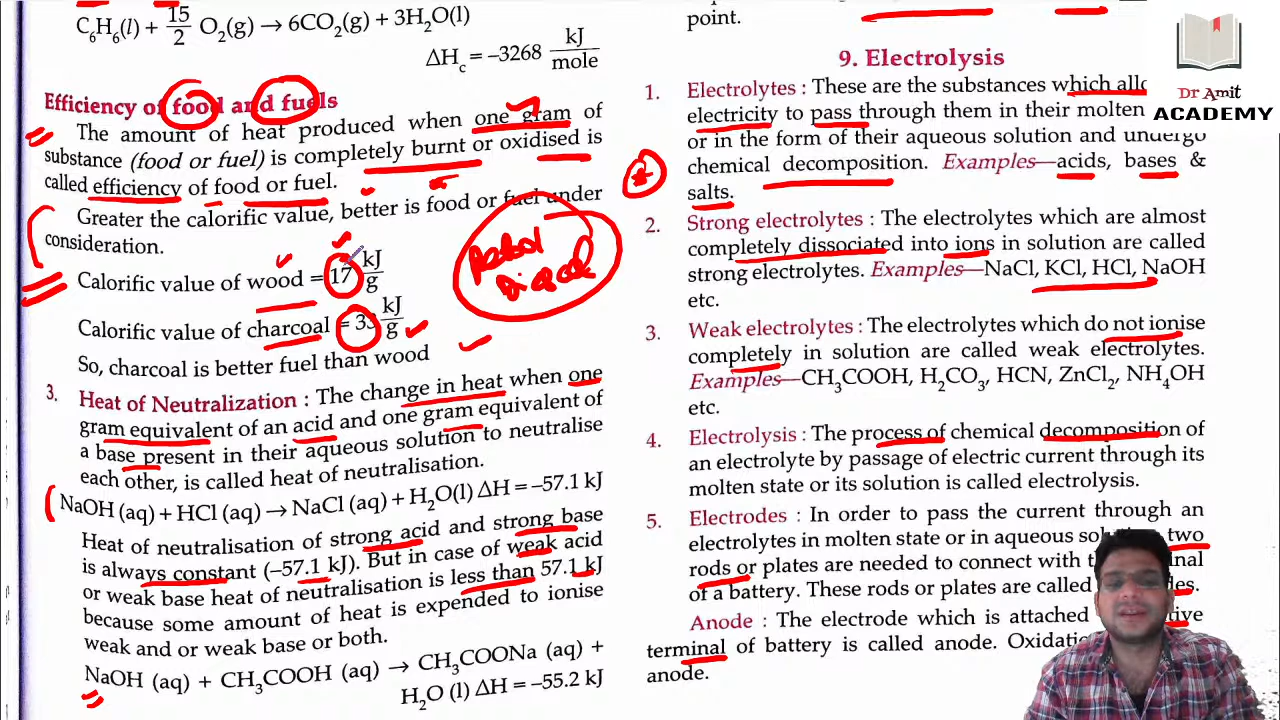 C₆H₆(l) + 15/2 O₂(g) → 6CO₂(g) + 3H₂O(l)
ΔH_c = –3268 kJ/mole
Efficiency of food and fuels
The amount of heat produced when one gram of
substance (food or fuel) is completely burnt or oxidised is
called efficiency of food or fuel.
Greater the calorific value, better is food or fuel under
consideration.
Calorific value of wood = 17 kJ/g
Calorific value of charcoal = 33 kJ/g
So, charcoal is better fuel than wood
Diesel
3. Heat of Neutralization : The change in heat when one
gram equivalent of an acid and one gram equivalent of
a base present in their aqueous solution to neutralise
each other, is called heat of neutralisation.
NaOH (aq) + HCl (aq) → NaCl (aq) + H₂O(l) ΔH = –57.1 kJ
Heat of neutralisation of strong acid and strong base
is always constant (–57.1 kJ). But in case of weak acid
or weak base heat of neutralisation is less than 57.1 kJ
because some amount of heat is expended to ionise
weak and or weak base or both.
NaOH (aq) + CH₃COOH (aq) → CH₃COONa (aq) +
H₂O (l) ΔH = –55.2 kJ
point.
9. Electrolysis
1. Electrolytes : These are the substances which
electricity to pass through them in their molten
or in the form of their aqueous solution and undergo
chemical decomposition. Examples—acids, bases &
salts.
2. Strong electrolytes : The electrolytes which are almost
completely dissociated into ions in solution are called
strong electrolytes. Examples—NaCl, KCl, HCl, NaOH
etc.
3. Weak electrolytes : The electrolytes which do not ionise
completely in solution are called weak electrolytes.
Examples—CH₃COOH, H₂CO₃, HCN, ZnCl₂, NH₄OH
etc.
4. Electrolysis : The process of chemical decomposition of
an electrolyte by passage of electric current through its
molten state or its solution is called electrolysis.
5. Electrodes : In order to pass the current through an
electrolytes in molten state or in aqueous two
rods or plates are needed to connect with
of a battery. These rods or plates are called
Anode : The electrode which is attached
terminal of battery is called anode.
anode.
Dr Amit
ACADEMY